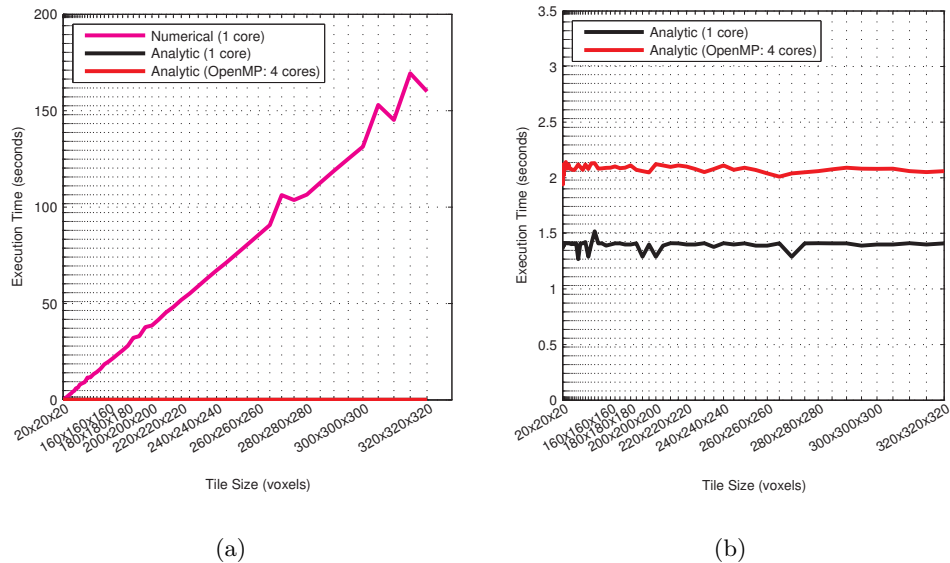 200
150
100
50
0
Execution Time (seconds)
Numerical (1 core)
Analytic (1 core)
Analytic (OpenMP: 4 cores)
20x20x20
160x160x160
180x180x180
200x200x200
220x220x220
240x240x240
260x260x260
280x280x280
300x300x300
320x320x320
Tile Size (voxels)
(a)
3.5
3
2.5
2
1.5
1
0.5
0
Execution Time (seconds)
Analytic (1 core)
Analytic (OpenMP: 4 cores)
20x20x20
160x160x160
180x180x180
200x200x200
220x220x220
240x240x240
260x260x260
280x280x280
300x300x300
320x320x320
Tile Size (voxels)
(b)